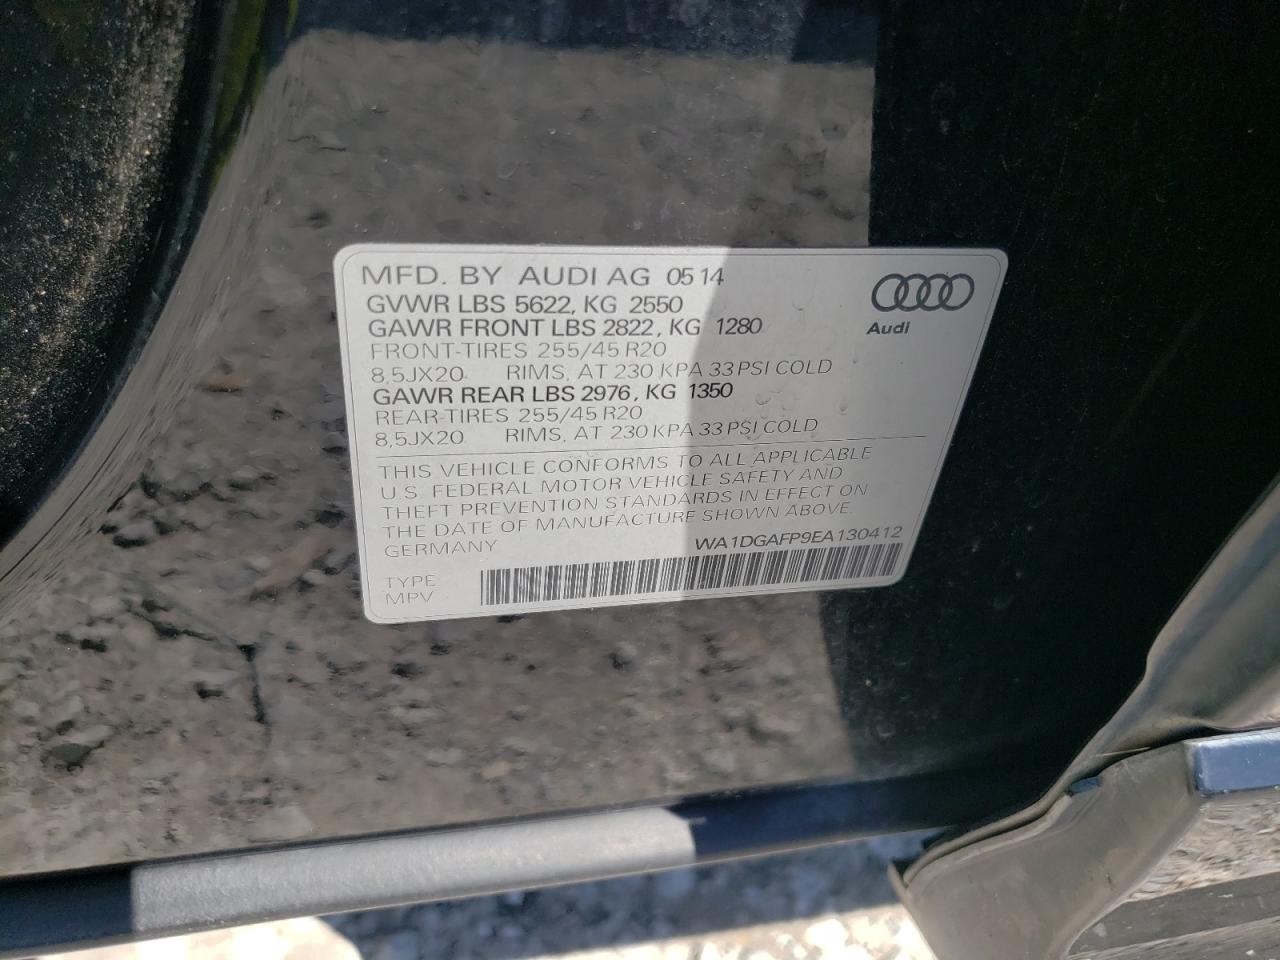 MFD. BY AUDI AG 05 14
GVWR LBS 5622, KG 2550
GAWR FRONT LBS 2822, KG 1280
FRONT-TIRES 255/45 R20
8,5JX20 RIMS, AT 230 KPA 33 PSI COLD
GAWR REAR LBS 2976, KG 1350
REAR-TIRES 255/45 R20
8,5JX20 RIMS, AT 230 KPA 33 PSI COLD
Audi
THIS VEHICLE CONFORMS TO ALL APPLICABLE
U.S. FEDERAL MOTOR VEHICLE SAFETY AND
THEFT PREVENTION STANDARDS IN EFFECT ON
THE DATE OF MANUFACTURE SHOWN ABOVE.
GERMANY WA1DGAFP9EA130412
TYPE
MPV